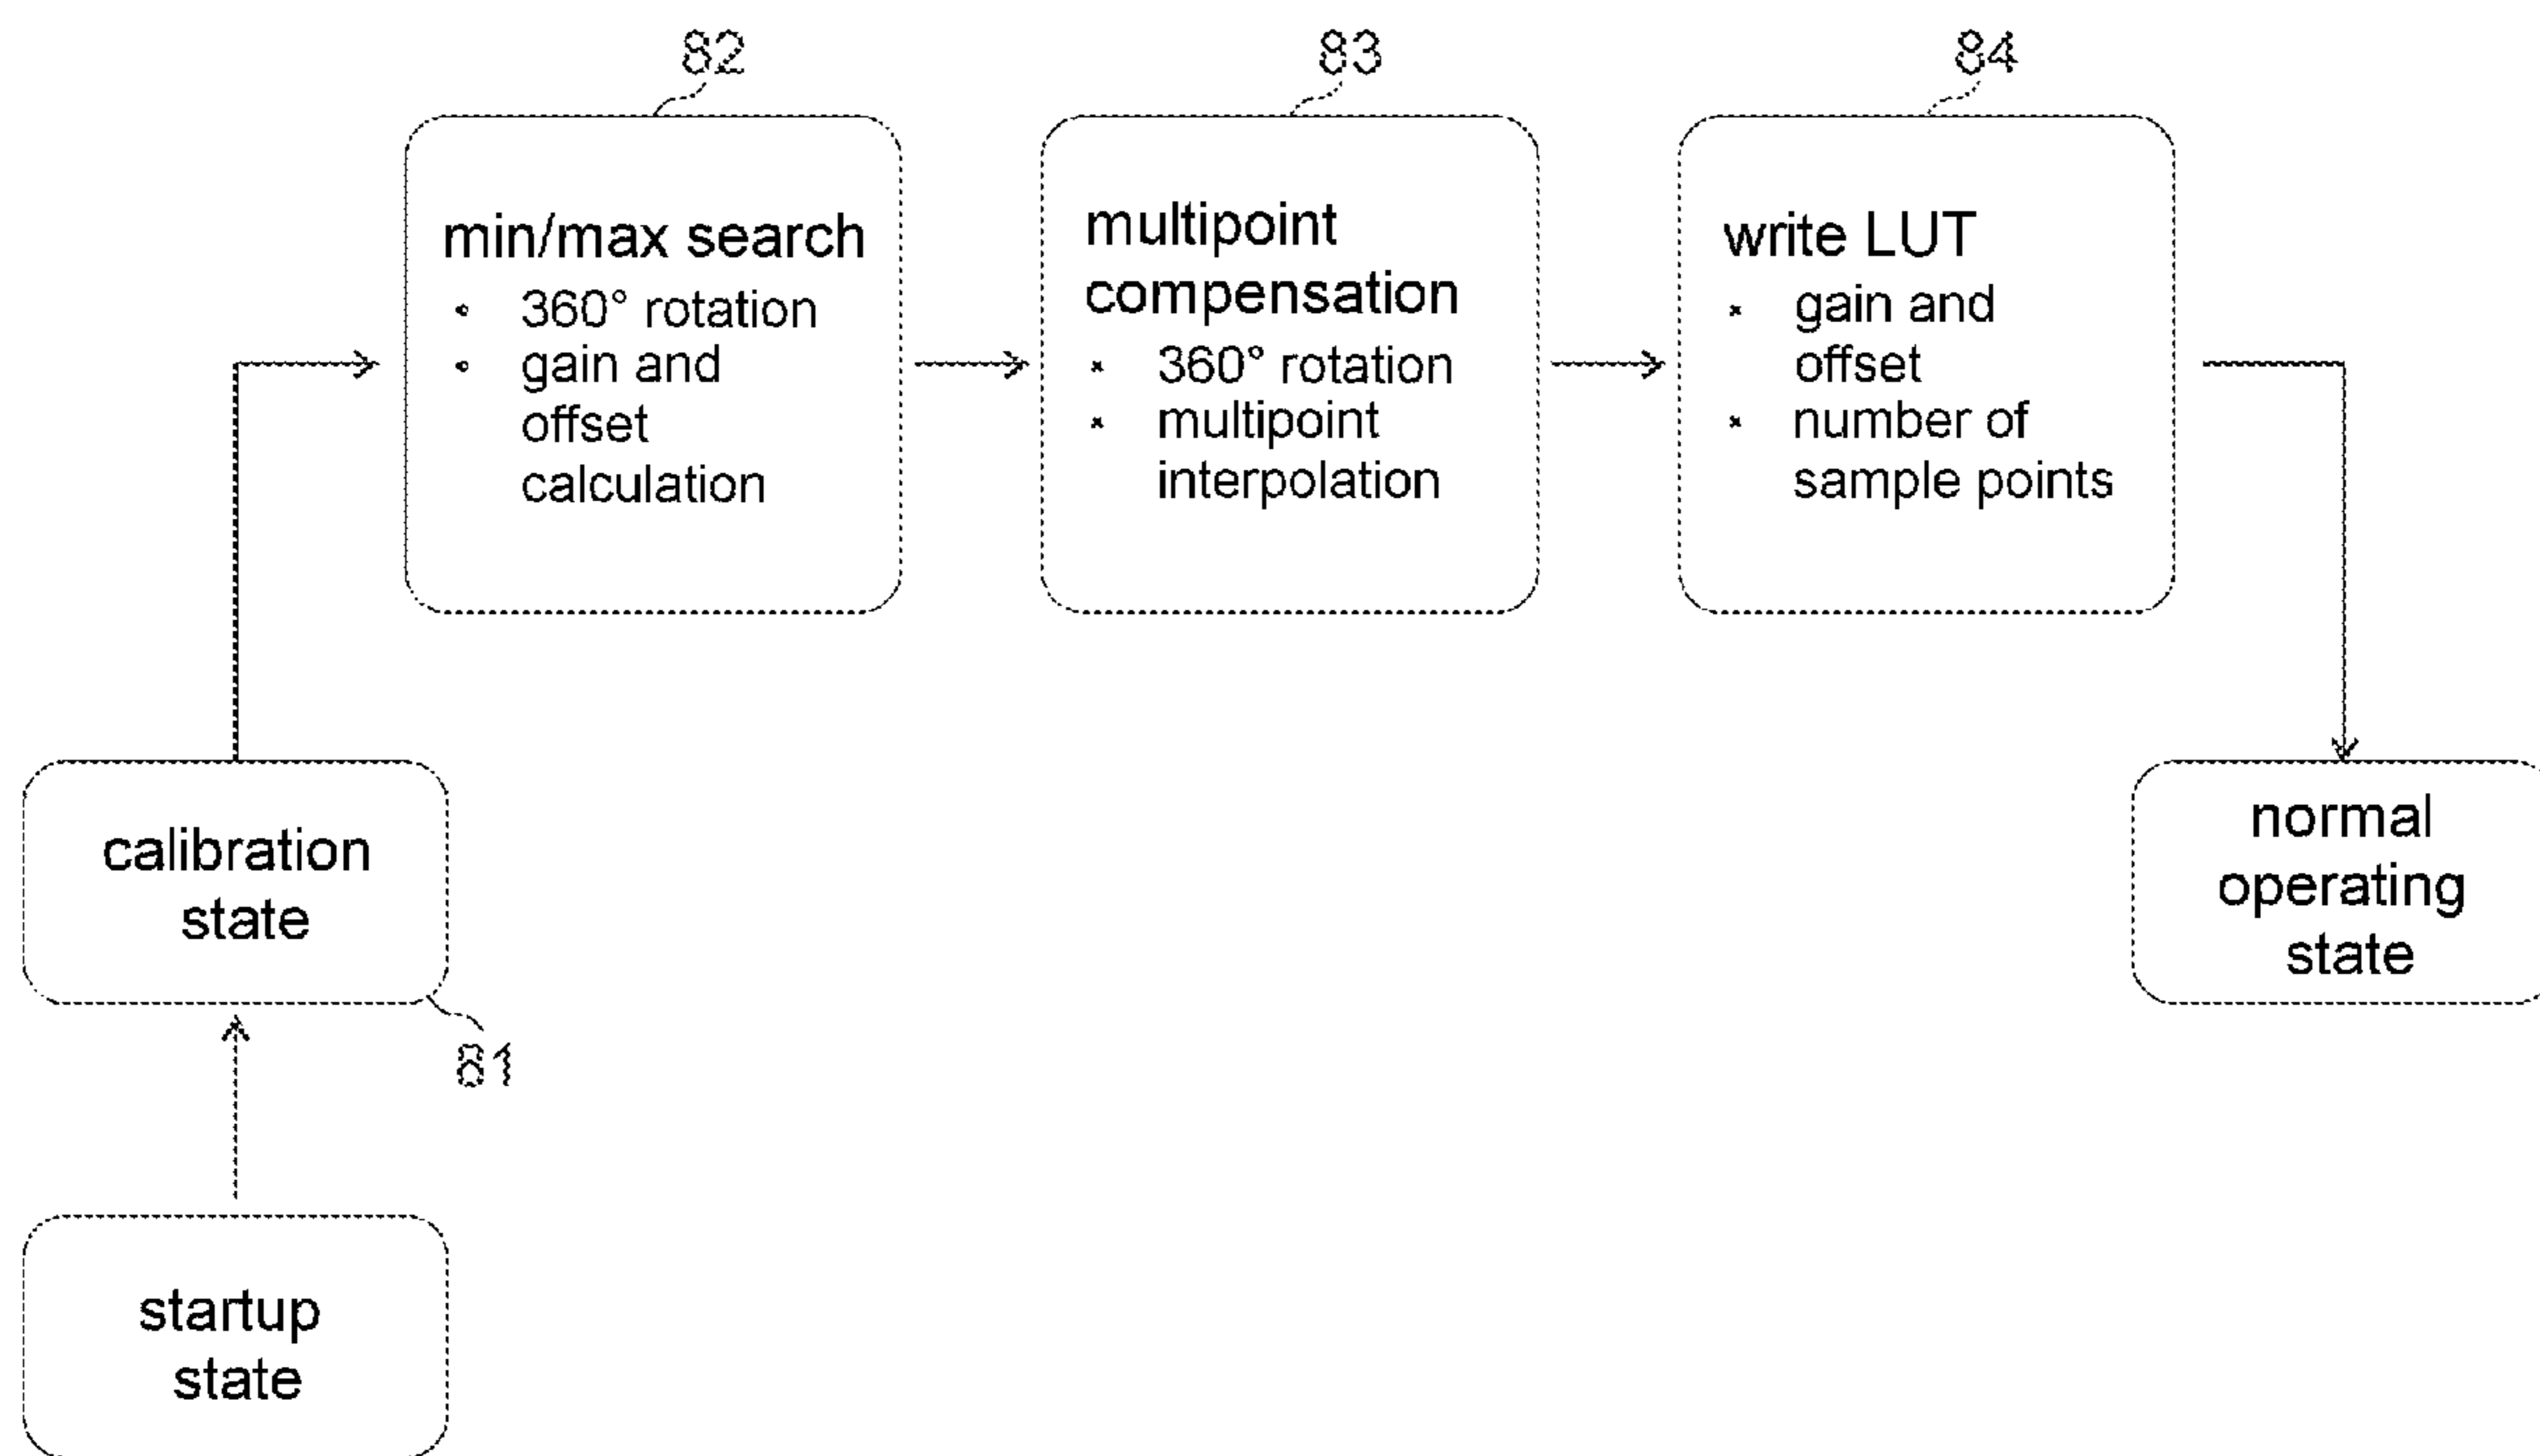 82
min/max search
• 360° rotation
• gain and
offset
calculation
83
multipoint
compensation
• 360° rotation
• multipoint
interpolation
84
write LUT
• gain and
offset
• number of
sample points
calibration
state
81
startup
state
normal
operating
state